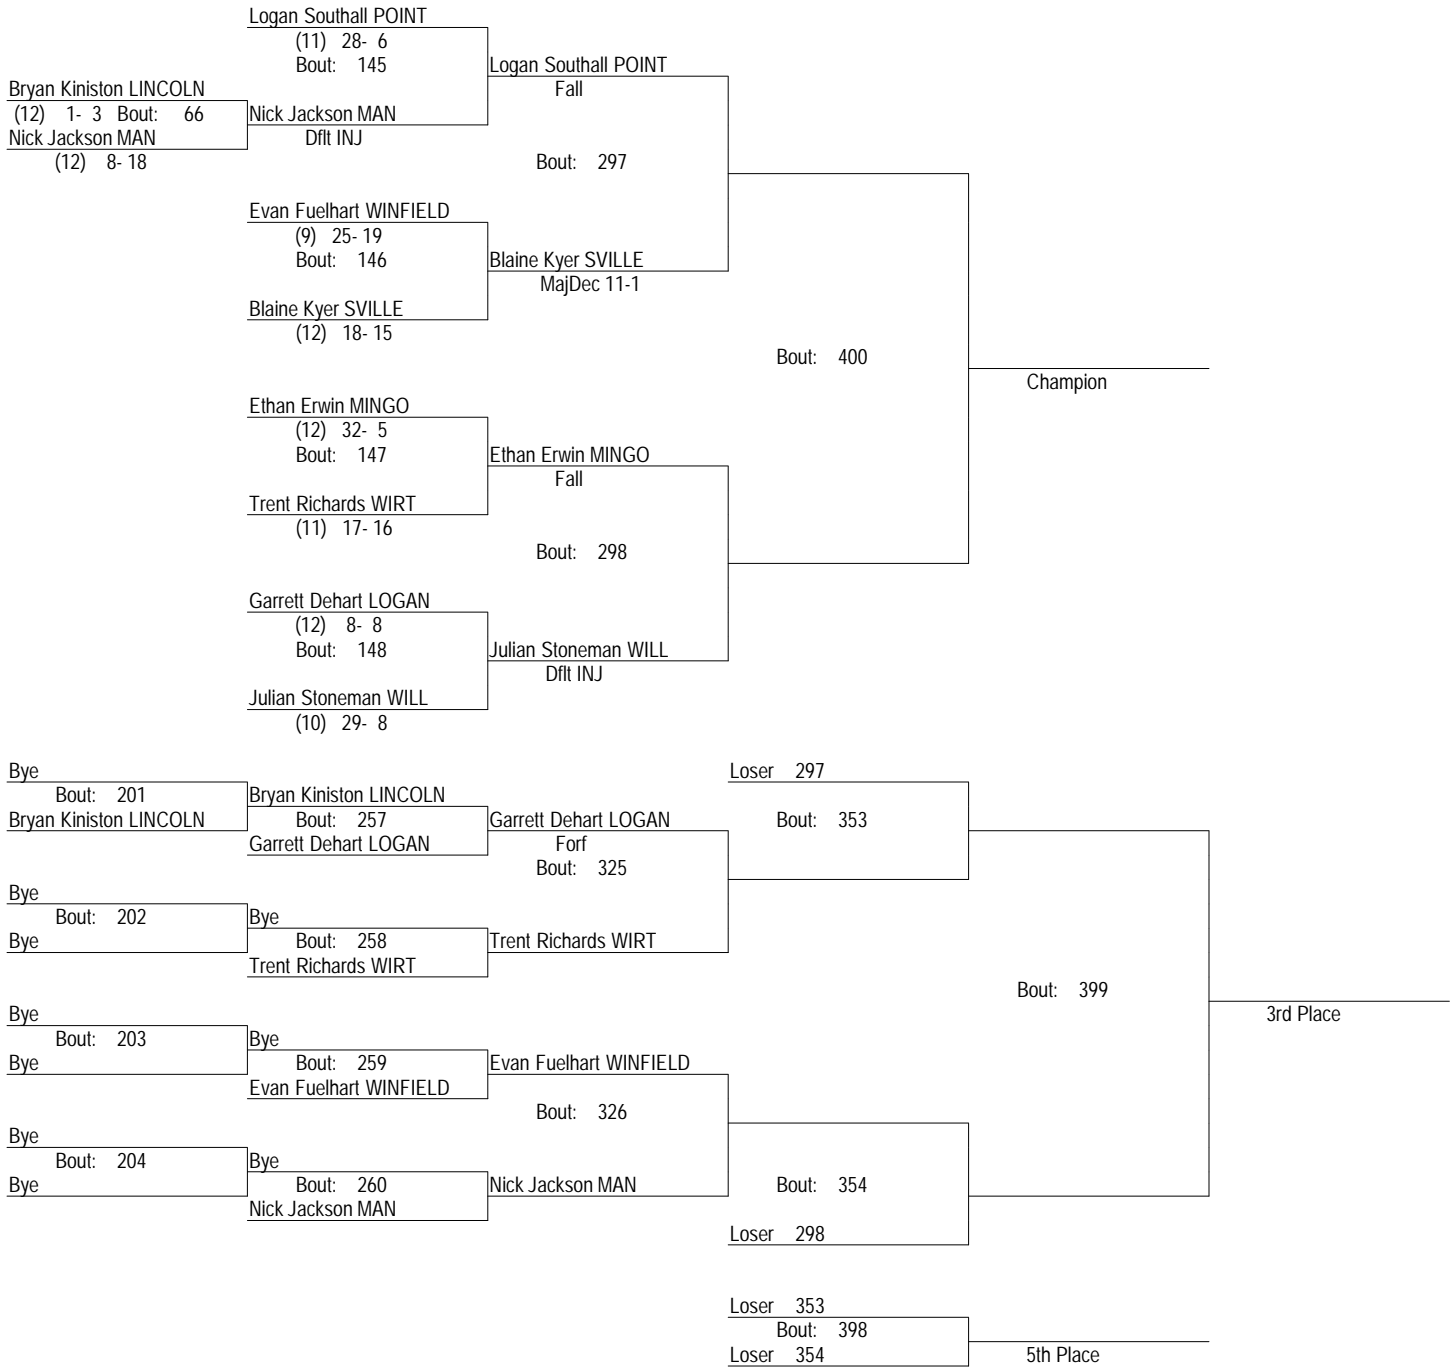 Logan Southall POINT
(11) 28- 6
Bout: 145
Logan Southall POINT
Fall
Bryan Kiniston LINCOLN
(12) 1- 3 Bout: 66
Nick Jackson MAN
(12) 8- 18
Nick Jackson MAN
Dflt INJ
Bout: 297
Evan Fuelhart WINFIELD
(9) 25- 19
Bout: 146
Blaine Kyer SVILLE
MajDec 11-1
Blaine Kyer SVILLE
(12) 18- 15
Bout: 400
Champion
Ethan Erwin MINGO
(12) 32- 5
Bout: 147
Ethan Erwin MINGO
Fall
Trent Richards WIRT
(11) 17- 16
Bout: 298
Garrett Dehart LOGAN
(12) 8- 8
Bout: 148
Julian Stoneman WILL
Dflt INJ
Julian Stoneman WILL
(10) 29- 8
Bye
Bout: 201
Bryan Kiniston LINCOLN
Bryan Kiniston LINCOLN
Bout: 257
Garrett Dehart LOGAN
Garrett Dehart LOGAN
Forf
Bout: 325
Loser 297
Bout: 353
Bye
Bout: 202
Bye
Bye
Bout: 258
Trent Richards WIRT
Trent Richards WIRT
Bout: 399
3rd Place
Bye
Bout: 203
Bye
Bye
Bout: 259
Evan Fuelhart WINFIELD
Evan Fuelhart WINFIELD
Bout: 326
Bye
Bout: 204
Bye
Bye
Bout: 260
Nick Jackson MAN
Nick Jackson MAN
Bout: 354
Loser 298
Loser 353
Bout: 398
Loser 354
5th Place